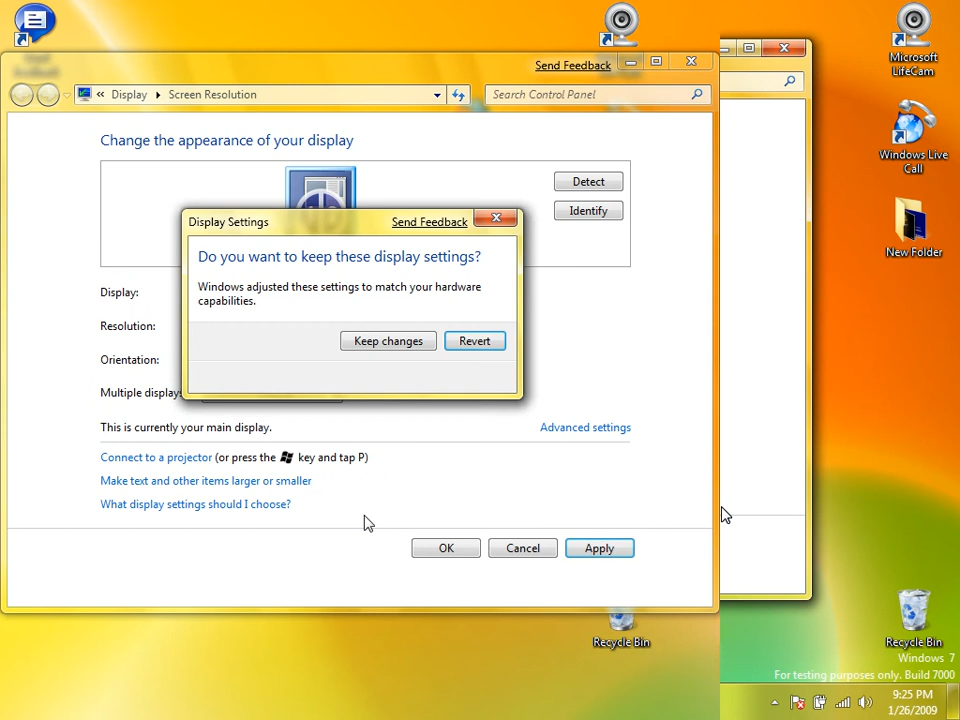 Send Feedback
Microsoft
LifeCam
« Display Screen Resolution
Search Control Panel
Change the appearance of your display
Detect
Identify
Windows Live
Call
New Folder
Display Settings
Send Feedback
Do you want to keep these display settings?
Windows adjusted these settings to match your hardware
capabilities.
Keep changes
Revert
Display:
Resolution:
Orientation:
Multiple displays
This is currently your main display.
Advanced settings
Connect to a projector (or press the key and tap P)
Make text and other items larger or smaller
What display settings should I choose?
OK
Cancel
Apply
Recycle Bin
Recycle Bin
Windows 7
For testing purposes only. Build 7000
9:25 PM
1/26/2009